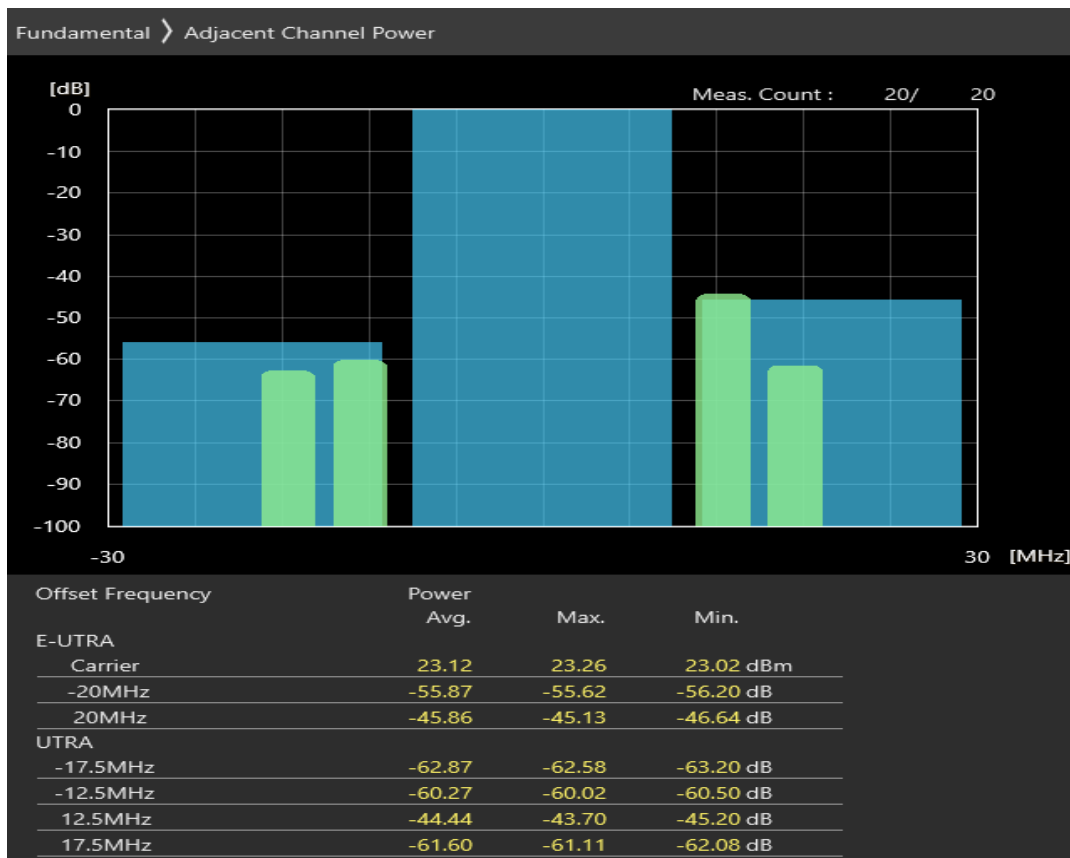 Fundamental 〉 Adjacent Channel Power
[dB]
Meas. Count : 20/ 20
0
-10
-20
-30
-40
-50
-60
-70
-80
-90
-100
-30 30 [MHz]
Offset Frequency Power
Avg. Max. Min.
E-UTRA
Carrier 23.12 23.26 23.02 dBm
-20MHz -55.87 -55.62 -56.20 dB
20MHz -45.86 -45.13 -46.64 dB
UTRA
-17.5MHz -62.87 -62.58 -63.20 dB
-12.5MHz -60.27 -60.02 -60.50 dB
12.5MHz -44.44 -43.70 -45.20 dB
17.5MHz -61.60 -61.11 -62.08 dB